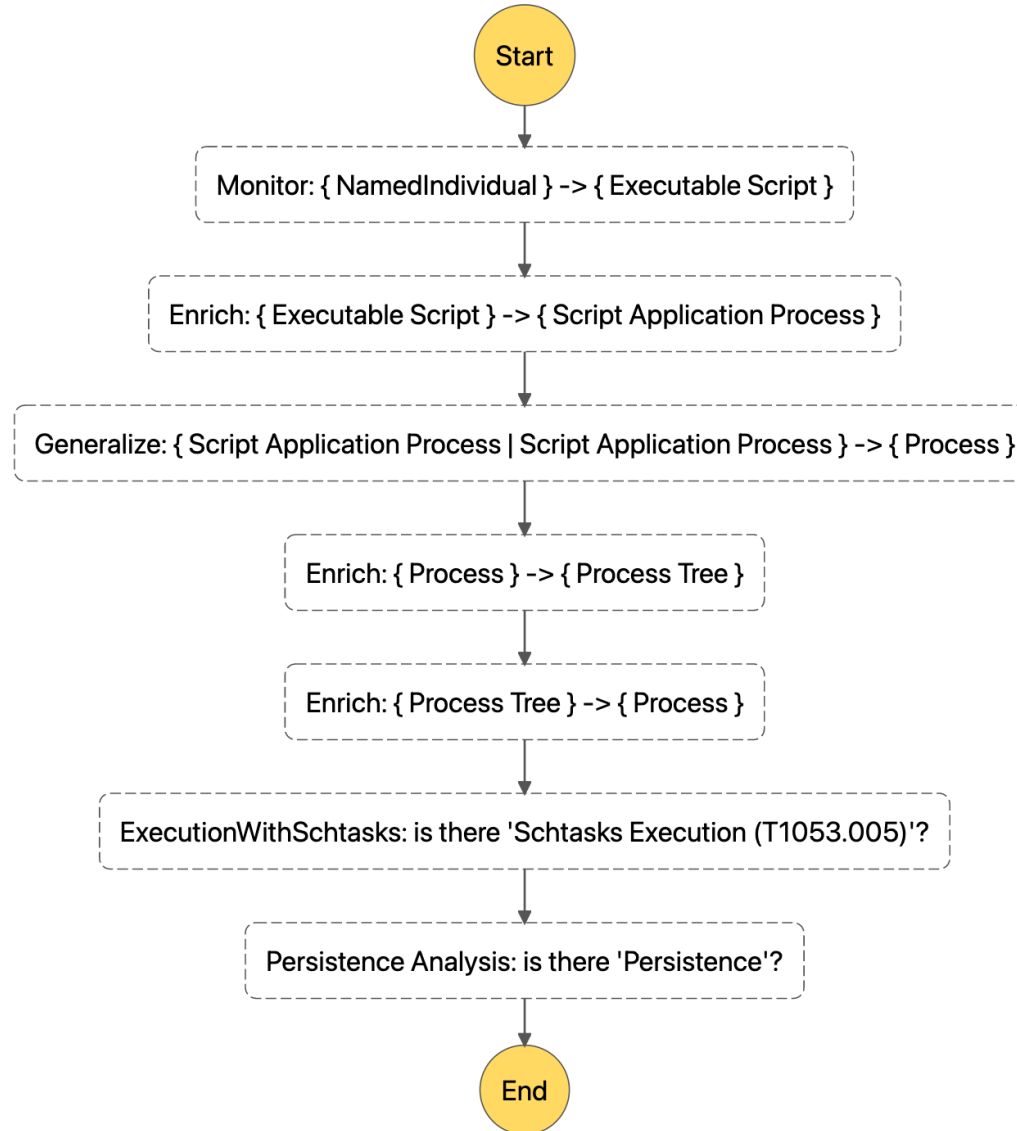 Start
Monitor: { NamedIndividual } -> { Executable Script }
Enrich: { Executable Script } -> { Script Application Process }
Generalize: { Script Application Process | Script Application Process } -> { Process }
Enrich: { Process } -> { Process Tree }
Enrich: { Process Tree } -> { Process }
ExecutionWithSchtasks: is there 'Schtasks Execution (T1053.005)'?
Persistence Analysis: is there 'Persistence'?
End